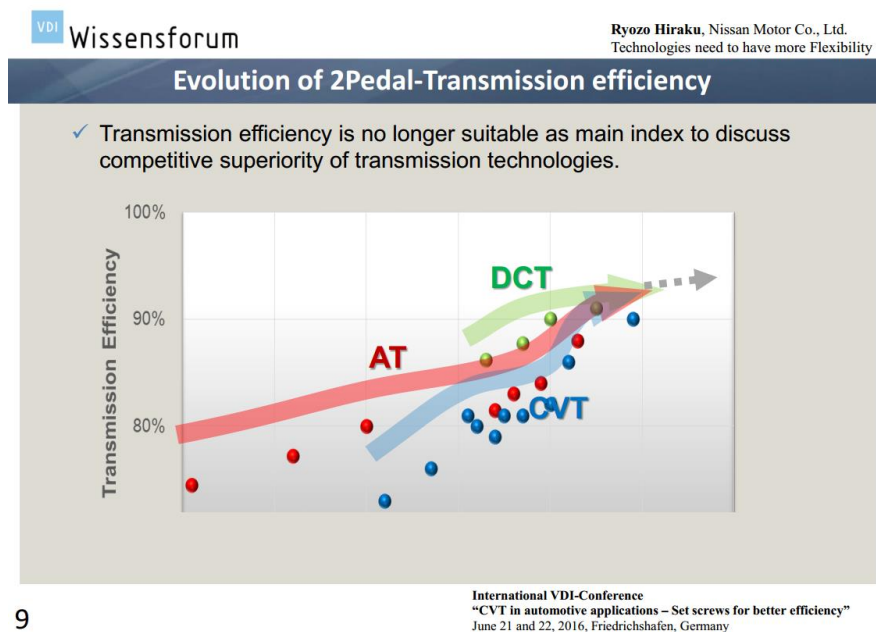 VDI Wissensforum
Ryozo Hiraku, Nissan Motor Co., Ltd.
Technologies need to have more Flexibility
Evolution of 2Pedal-Transmission efficiency
✓ Transmission efficiency is no longer suitable as main index to discuss
competitive superiority of transmission technologies.
100%
90%
80%
Transmission Efficiency
DCT
AT
CVT
International VDI-Conference
“CVT in automotive applications – Set screws for better efficiency”
June 21 and 22, 2016, Friedrichshafen, Germany
9